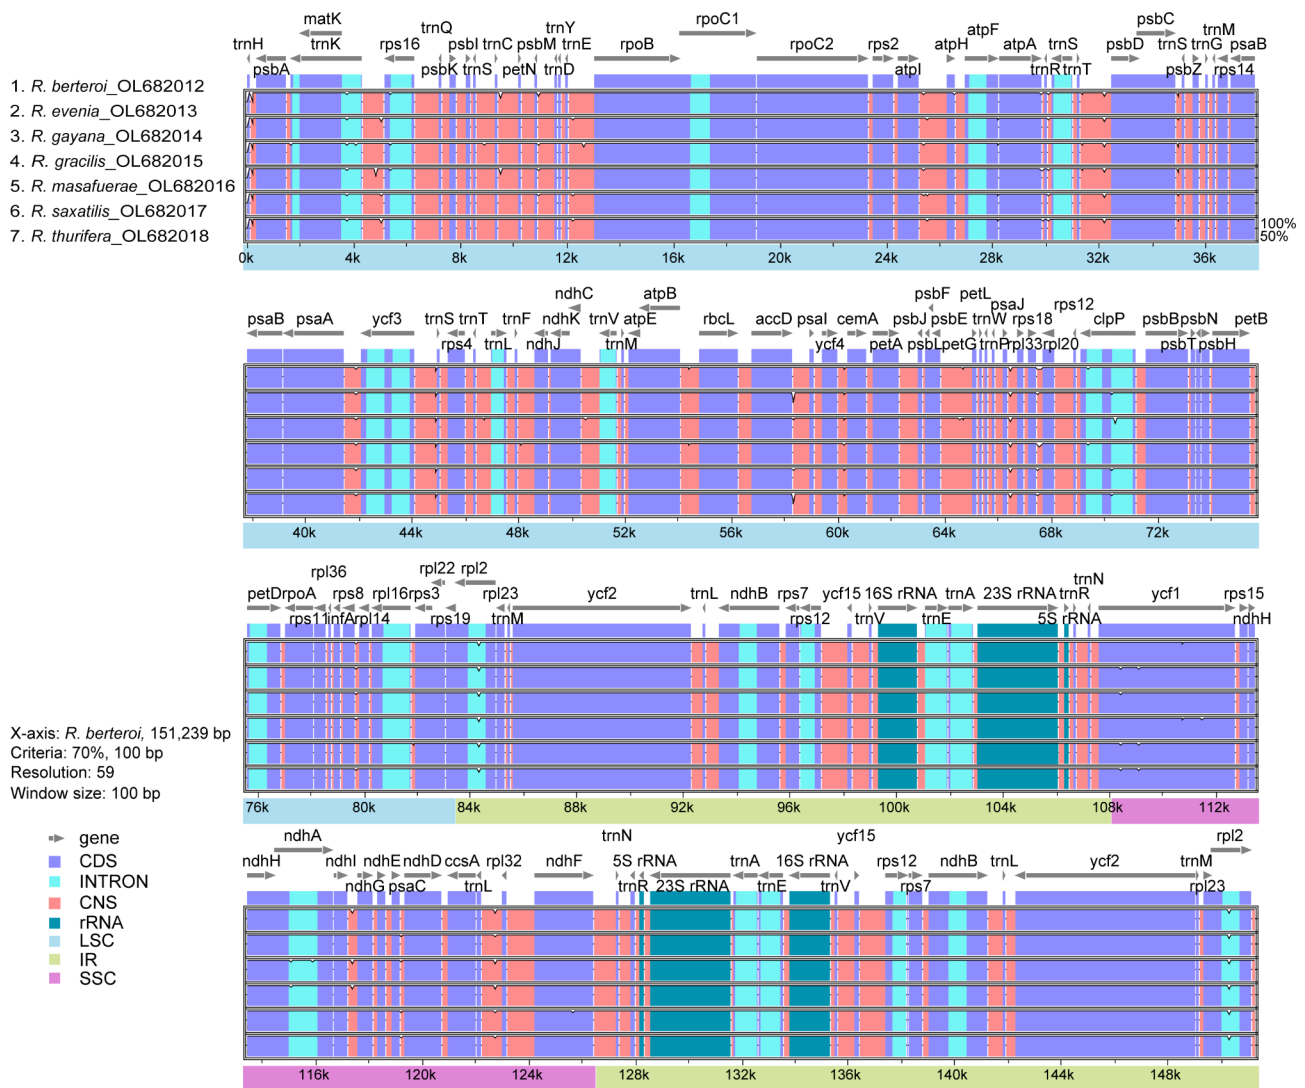 matK
rpoC1
psbC
trnQ
trnY
atpF
trnM
trnH
trnK
rps16
psbI
trnC
psbM
trnE
rpoB
rpoC2
rps2
atpH
atpA
trnS
psbD
trnS
trnG
psaB
psbA
psbK
trnS
petN
trnD
atpI
trnR
trnT
psbZ
rps14
1. R. berteroi_OL682012
2. R. evenia_OL682013
3. R. gayana_OL682014
4. R. gracilis_OL682015
5. R. masafuerae_OL682016
6. R. saxatilis_OL682017
7. R. thurifera_OL682018
100%
50%
0k 4k 8k 12k 16k 20k 24k 28k 32k 36k
ndhC
atpB
psbF
petL
psaJ
rps12
psaB
psaA
ycf3
trnS
trnT
trnF
ndhK
trnV
atpE
rbcL
accD
psaI
cemA
psbJ
psbE
trnW
rps18
clpP
psbB
psbN
petB
rps4
trnL
ndhJ
trnM
ycf4
petA
psbL
petG
trnP
rpl33
rpl20
psbT
psbH
40k 44k 48k 52k 56k 60k 64k 68k 72k
rpl36
rpl22
rpl2
trnN
petD
rpoA
rps8
rpl16
rps3
rpl23
ycf2
trnL
ndhB
rps7
ycf15
16S rRNA
trnA
23S rRNA
trnR
ycf1
rps15
rps11
infA
rpl14
rps19
trnM
rps12
trnV
trnE
5S rRNA
ndhH
76k 80k 84k 88k 92k 96k 100k 104k 108k 112k
X-axis: R. berteroi, 151,239 bp
Criteria: 70%, 100 bp
Resolution: 59
Window size: 100 bp
gene
CDS
INTRON
CNS
rRNA
LSC
IR
SSC
ndhA
trnN
ycf15
rpl2
ndhH
ndhI
ndhE
ndhD
ccsA
rpl32
ndhF
5S rRNA
trnA
16S rRNA
rps12
ndhB
trnL
ycf2
trnM
ndhG
psaC
trnL
trnR
23S rRNA
trnE
trnV
rps7
rpl23
116k 120k 124k 128k 132k 136k 140k 144k 148k